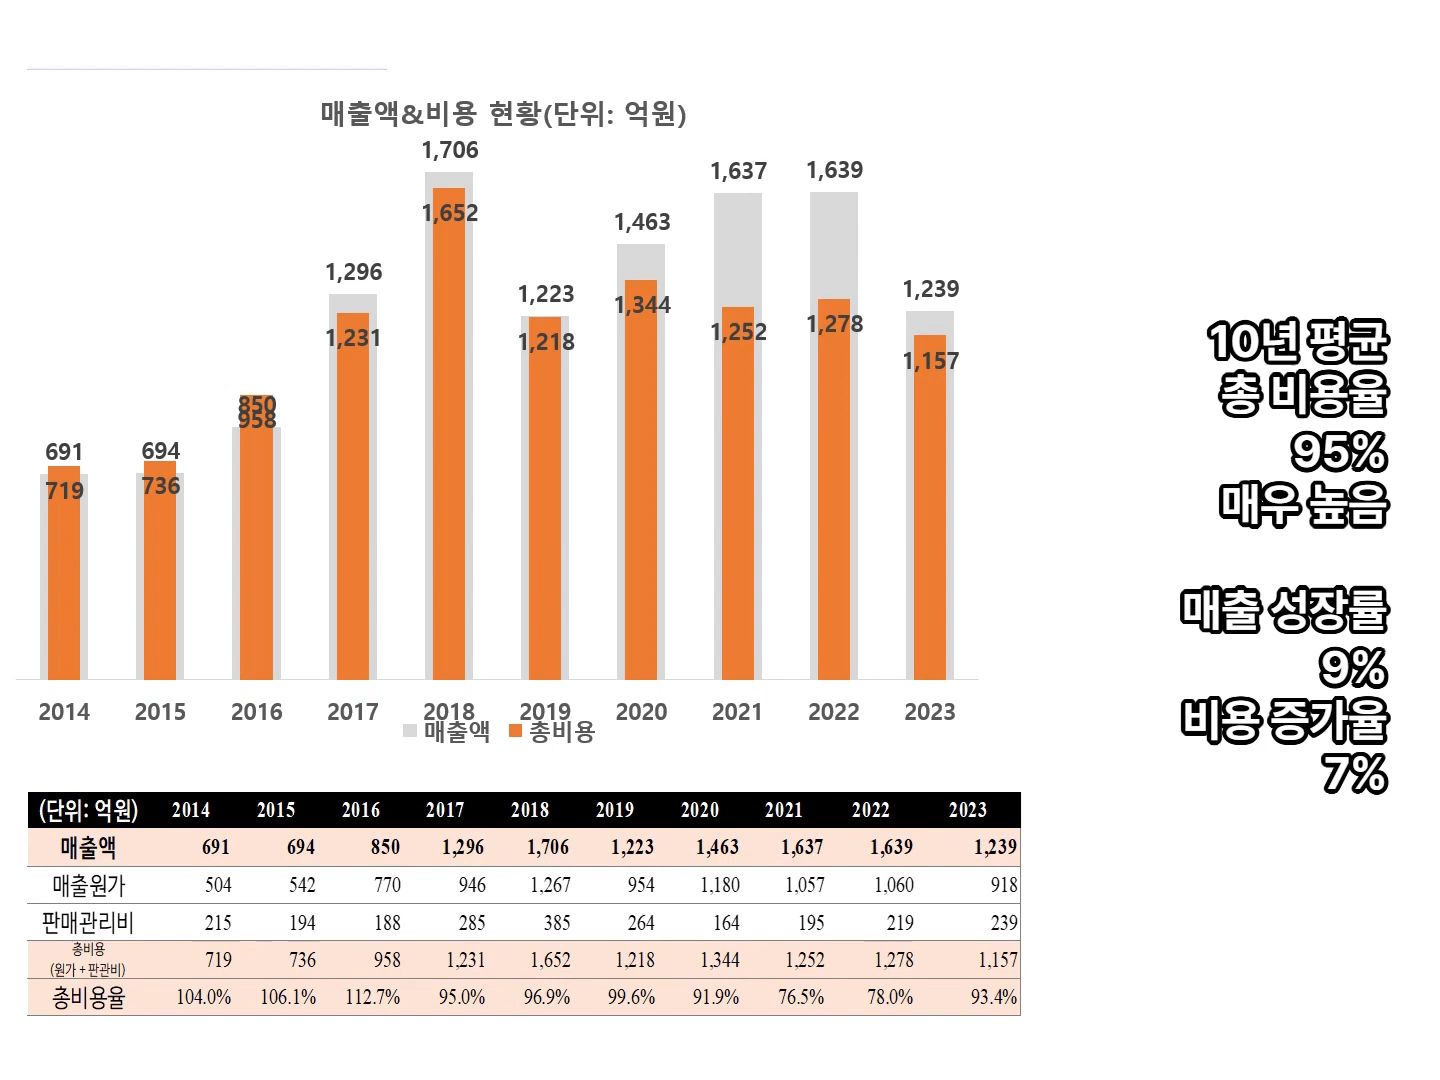 매출액&비용 현황(단위: 억원)
1,706
1,652
1,637
1,639
1,463
1,296
1,223
1,239
1,344
1,231
1,218
1,252
1,278
1,157
850
958
691
694
719
736
2014 2015 2016 2017 2018 2019 2020 2021 2022 2023
매출액 총비용
10년 평균
총 비용율
95%
매우 높음
매출 성장률
9%
비용 증가율
7%
(단위: 억원) 2014 2015 2016 2017 2018 2019 2020 2021 2022 2023
매출액 691 694 850 1,296 1,706 1,223 1,463 1,637 1,639 1,239
매출원가 504 542 770 946 1,267 954 1,180 1,057 1,060 918
판매관리비 215 194 188 285 385 264 164 195 219 239
총비용
(원가 + 판관비) 719 736 958 1,231 1,652 1,218 1,344 1,252 1,278 1,157
총비용율 104.0% 106.1% 112.7% 95.0% 96.9% 99.6% 91.9% 76.5% 78.0% 93.4%